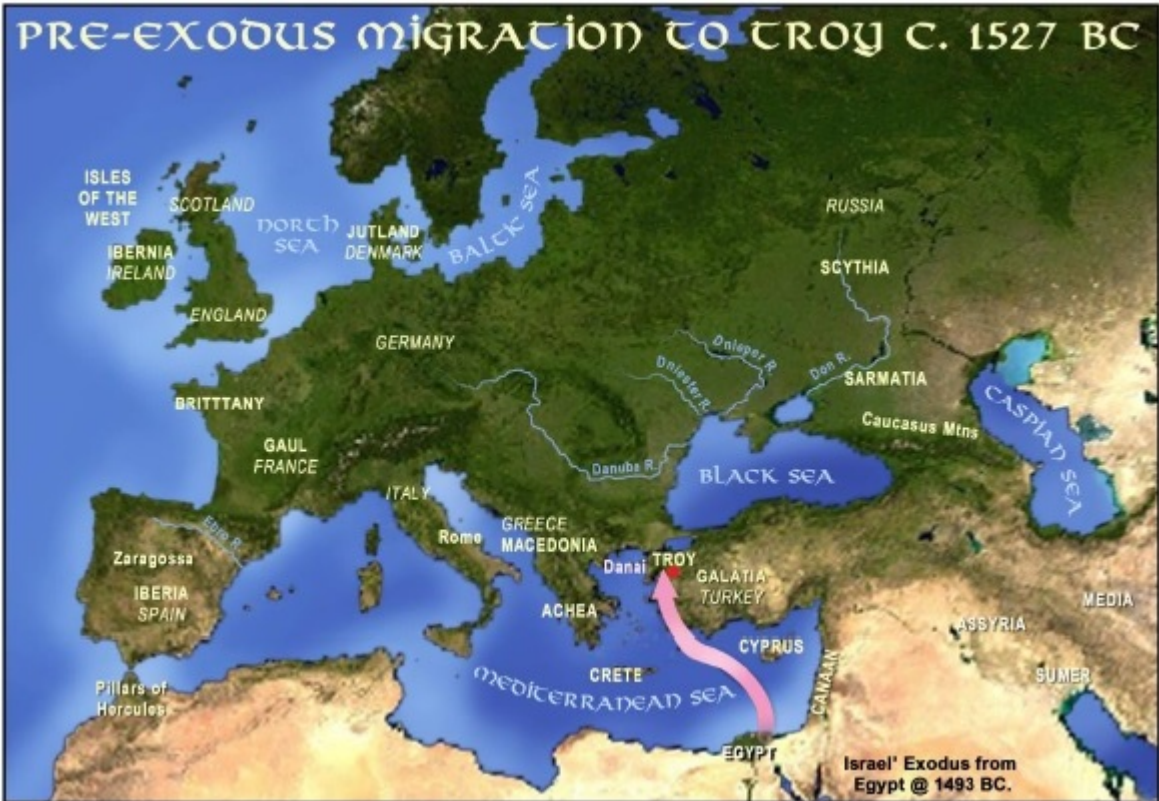 PRE-EXODUS MIGRATION TO TROY C. 1527 BC
ISLES
OF THE
WEST
SCOTLAND
NORTH
SEA
JUTLAND
DENMARK
BALTC SEA
RUSSIA
IBERNIA
IRELAND
SCYTHIA
ENGLAND
GERMANY
Dnieper R.
Dniester R.
Don R.
SARMATIA
BRITTTANY
CASPIAN SEA
Caucasus Mtns
GAUL
FRANCE
Danube R.
BLACK SEA
ITALY
Ebro R.
Rome
GREECE
MACEDONIA
Zaragossa
Danai
TROY
GALATIA
TURKEY
IBERIA
SPAIN
ACHEA
MEDIA
ASSYRIA
CYPRUS
CRETE
SUMER
MEDITERRANEAN SEA
CANAAN
Pillars of
Hercules
EGYPT
Israel' Exodus from
Egypt @ 1493 BC.